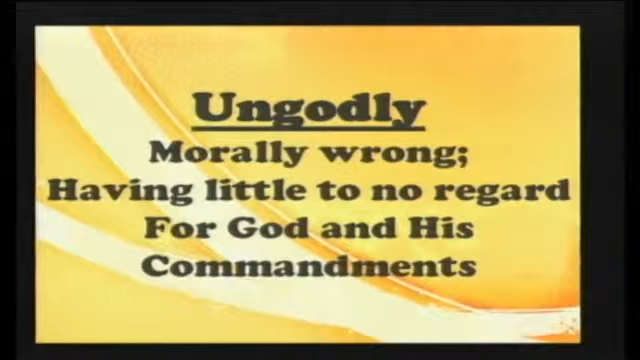 Ungodly
Morally wrong;
Having little to no regard
For God and His
Commandments